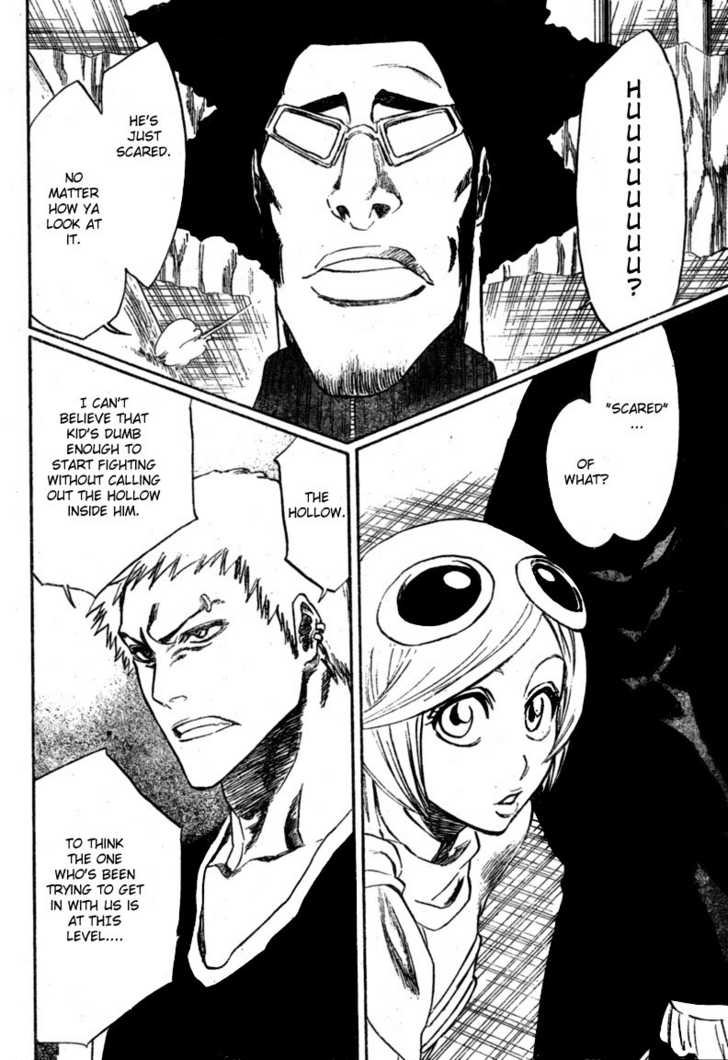 HUUUUUUUU?
HE'S
JUST
SCARED.
NO
MATTER
HOW YA
LOOK AT
IT.
"SCARED"
...
OF
WHAT?
THE
HOLLOW.
I CAN'T
BELIEVE THAT
KID'S DUMB
ENOUGH TO
START FIGHTING
WITHOUT CALLING
OUT THE HOLLOW
INSIDE HIM.
TO THINK
THE ONE
WHO'S BEEN
TRYING TO GET
IN WITH US IS
AT THIS
LEVEL....